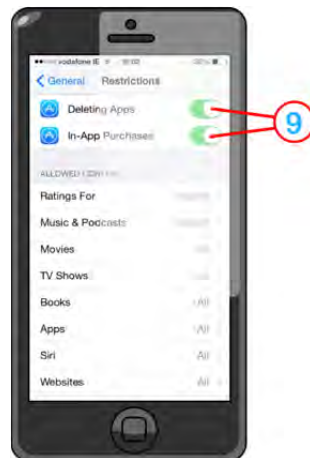 vodafone IE
General Restrictions
Deleting Apps
In-App Purchases
9
ALLOWED
Ratings For
Music & Podcasts
Movies
TV Shows
Books All
Apps All
Siri All
Websites All